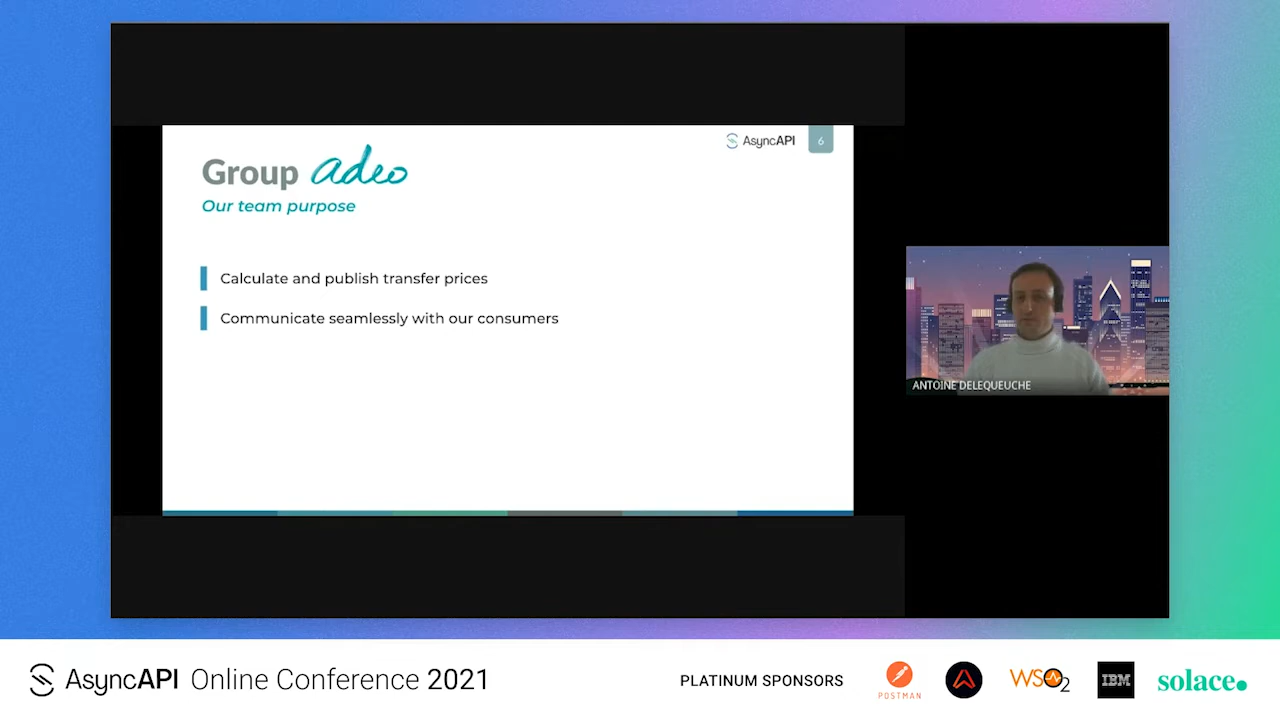 AsyncAPI
6
Group adeo
Our team purpose
Calculate and publish transfer prices
Communicate seamlessly with our consumers
ANTOINE DELEQUEUCHE
AsyncAPI Online Conference 2021
PLATINUM SPONSORS
POSTMAN
WSO2
IBM
solace.